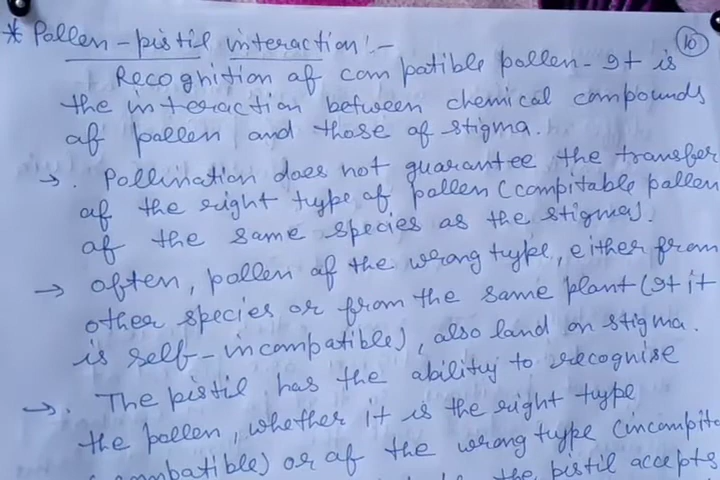 10
* Pollen-pistil interaction:-
Recognition of compatible pollen- It is
the interaction between chemical compounds
of pollen and those of stigma.
→. Pollination does not guarantee the transfer
of the right type of pollen (compitable pollen
of the same species as the stigma).
→ often, pollen of the wrong type, either from
other species or from the same plant (It it
is self-incompatible), also land on stigma.
→. The pistil has the ability to recognise
the pollen, whether it is the right type
or of the wrong type (incompit
the pistil accepts